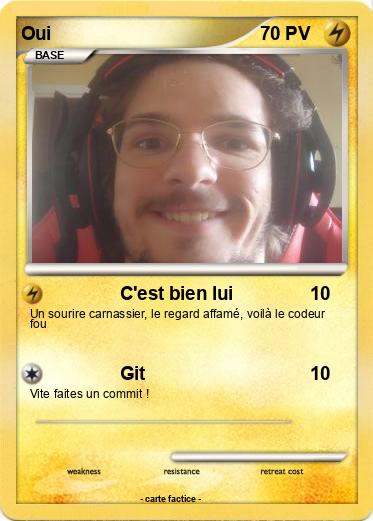 Oui 70 PV
BASE
C'est bien lui 10
Un sourire carnassier, le regard affamé, voilà le codeur
fou
Git 10
Vite faites un commit !
weakness resistance retreat cost
- carte factice -